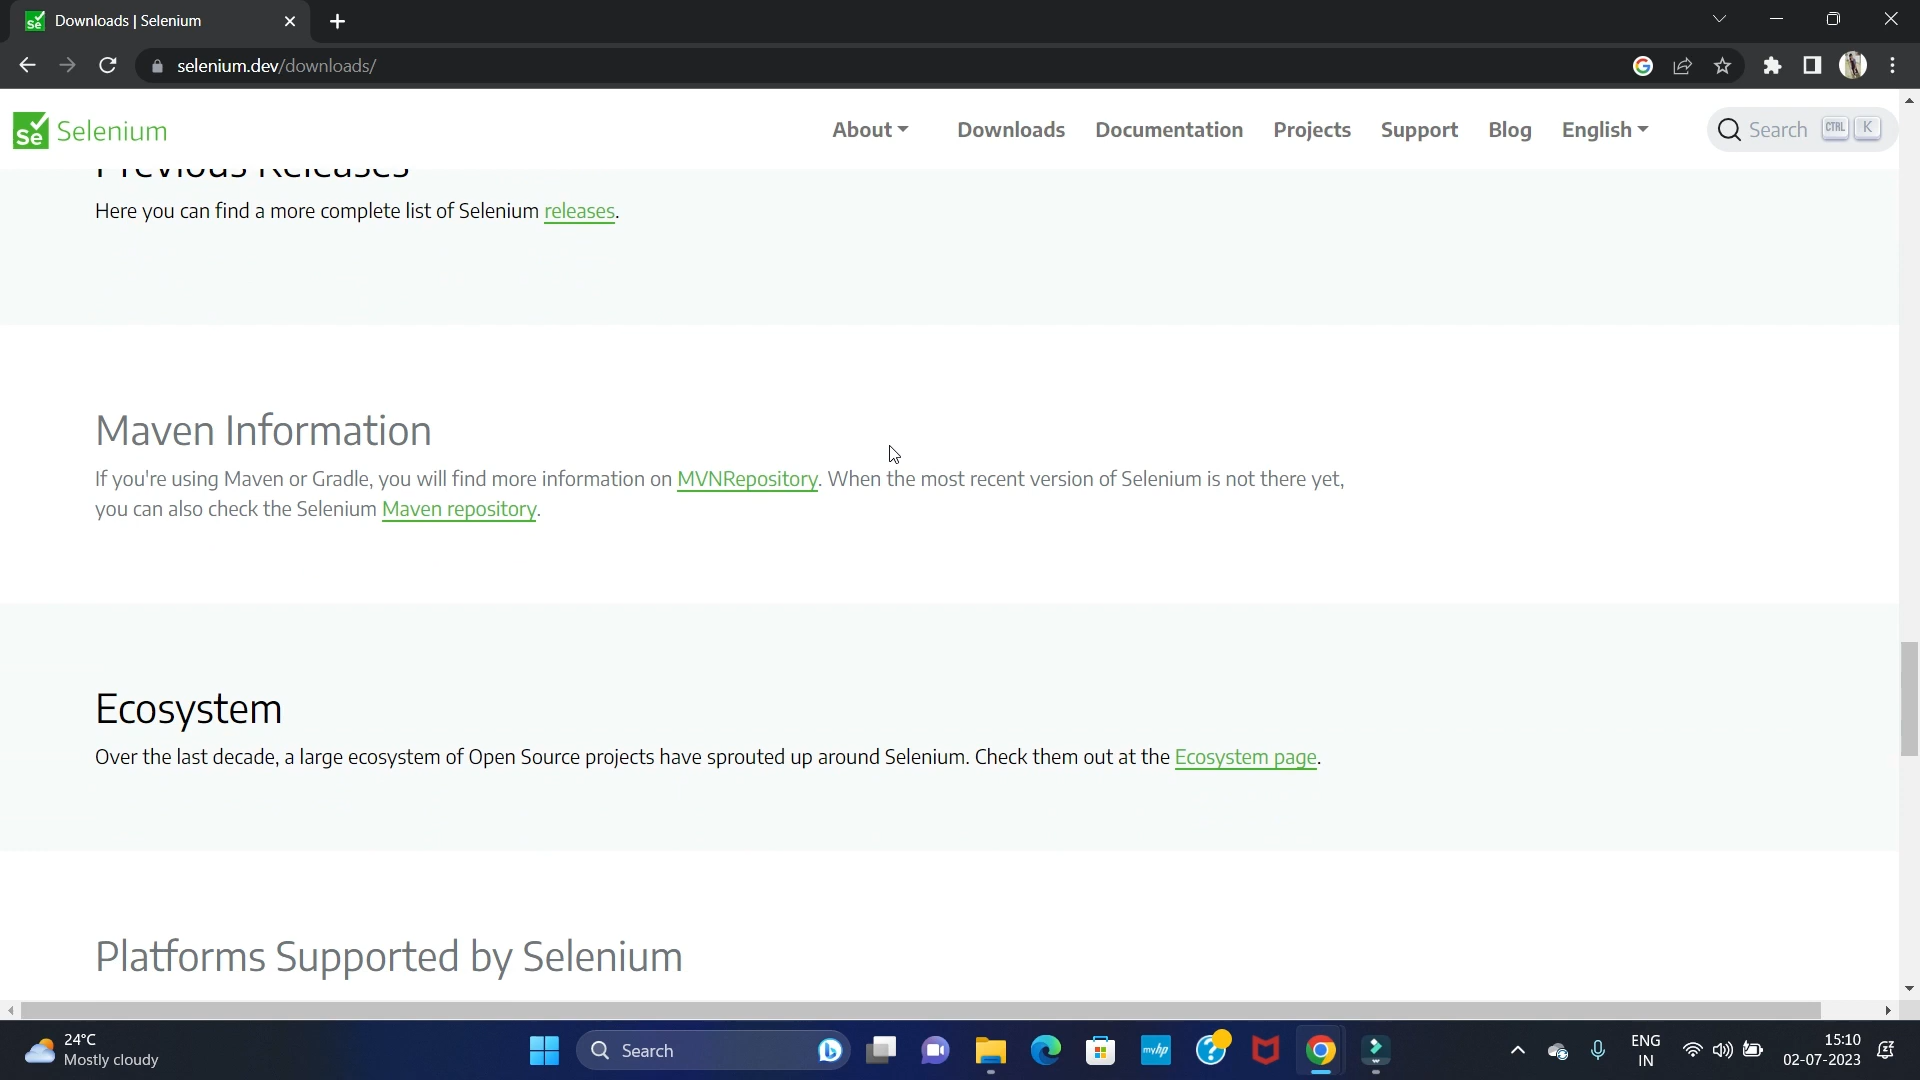 Downloads | Selenium
selenium.dev/downloads/
Se Selenium About Downloads Documentation Projects Support Blog English Search CTRL K
Previous Releases
Here you can find a more complete list of Selenium releases.
Maven Information
If you're using Maven or Gradle, you will find more information on MVNRepository. When the most recent version of Selenium is not there yet,
you can also check the Selenium Maven repository.
Ecosystem
Over the last decade, a large ecosystem of Open Source projects have sprouted up around Selenium. Check them out at the Ecosystem page.
Platforms Supported by Selenium
24°C
Mostly cloudy
Search
myhp
ENG
IN
15:10
02-07-2023